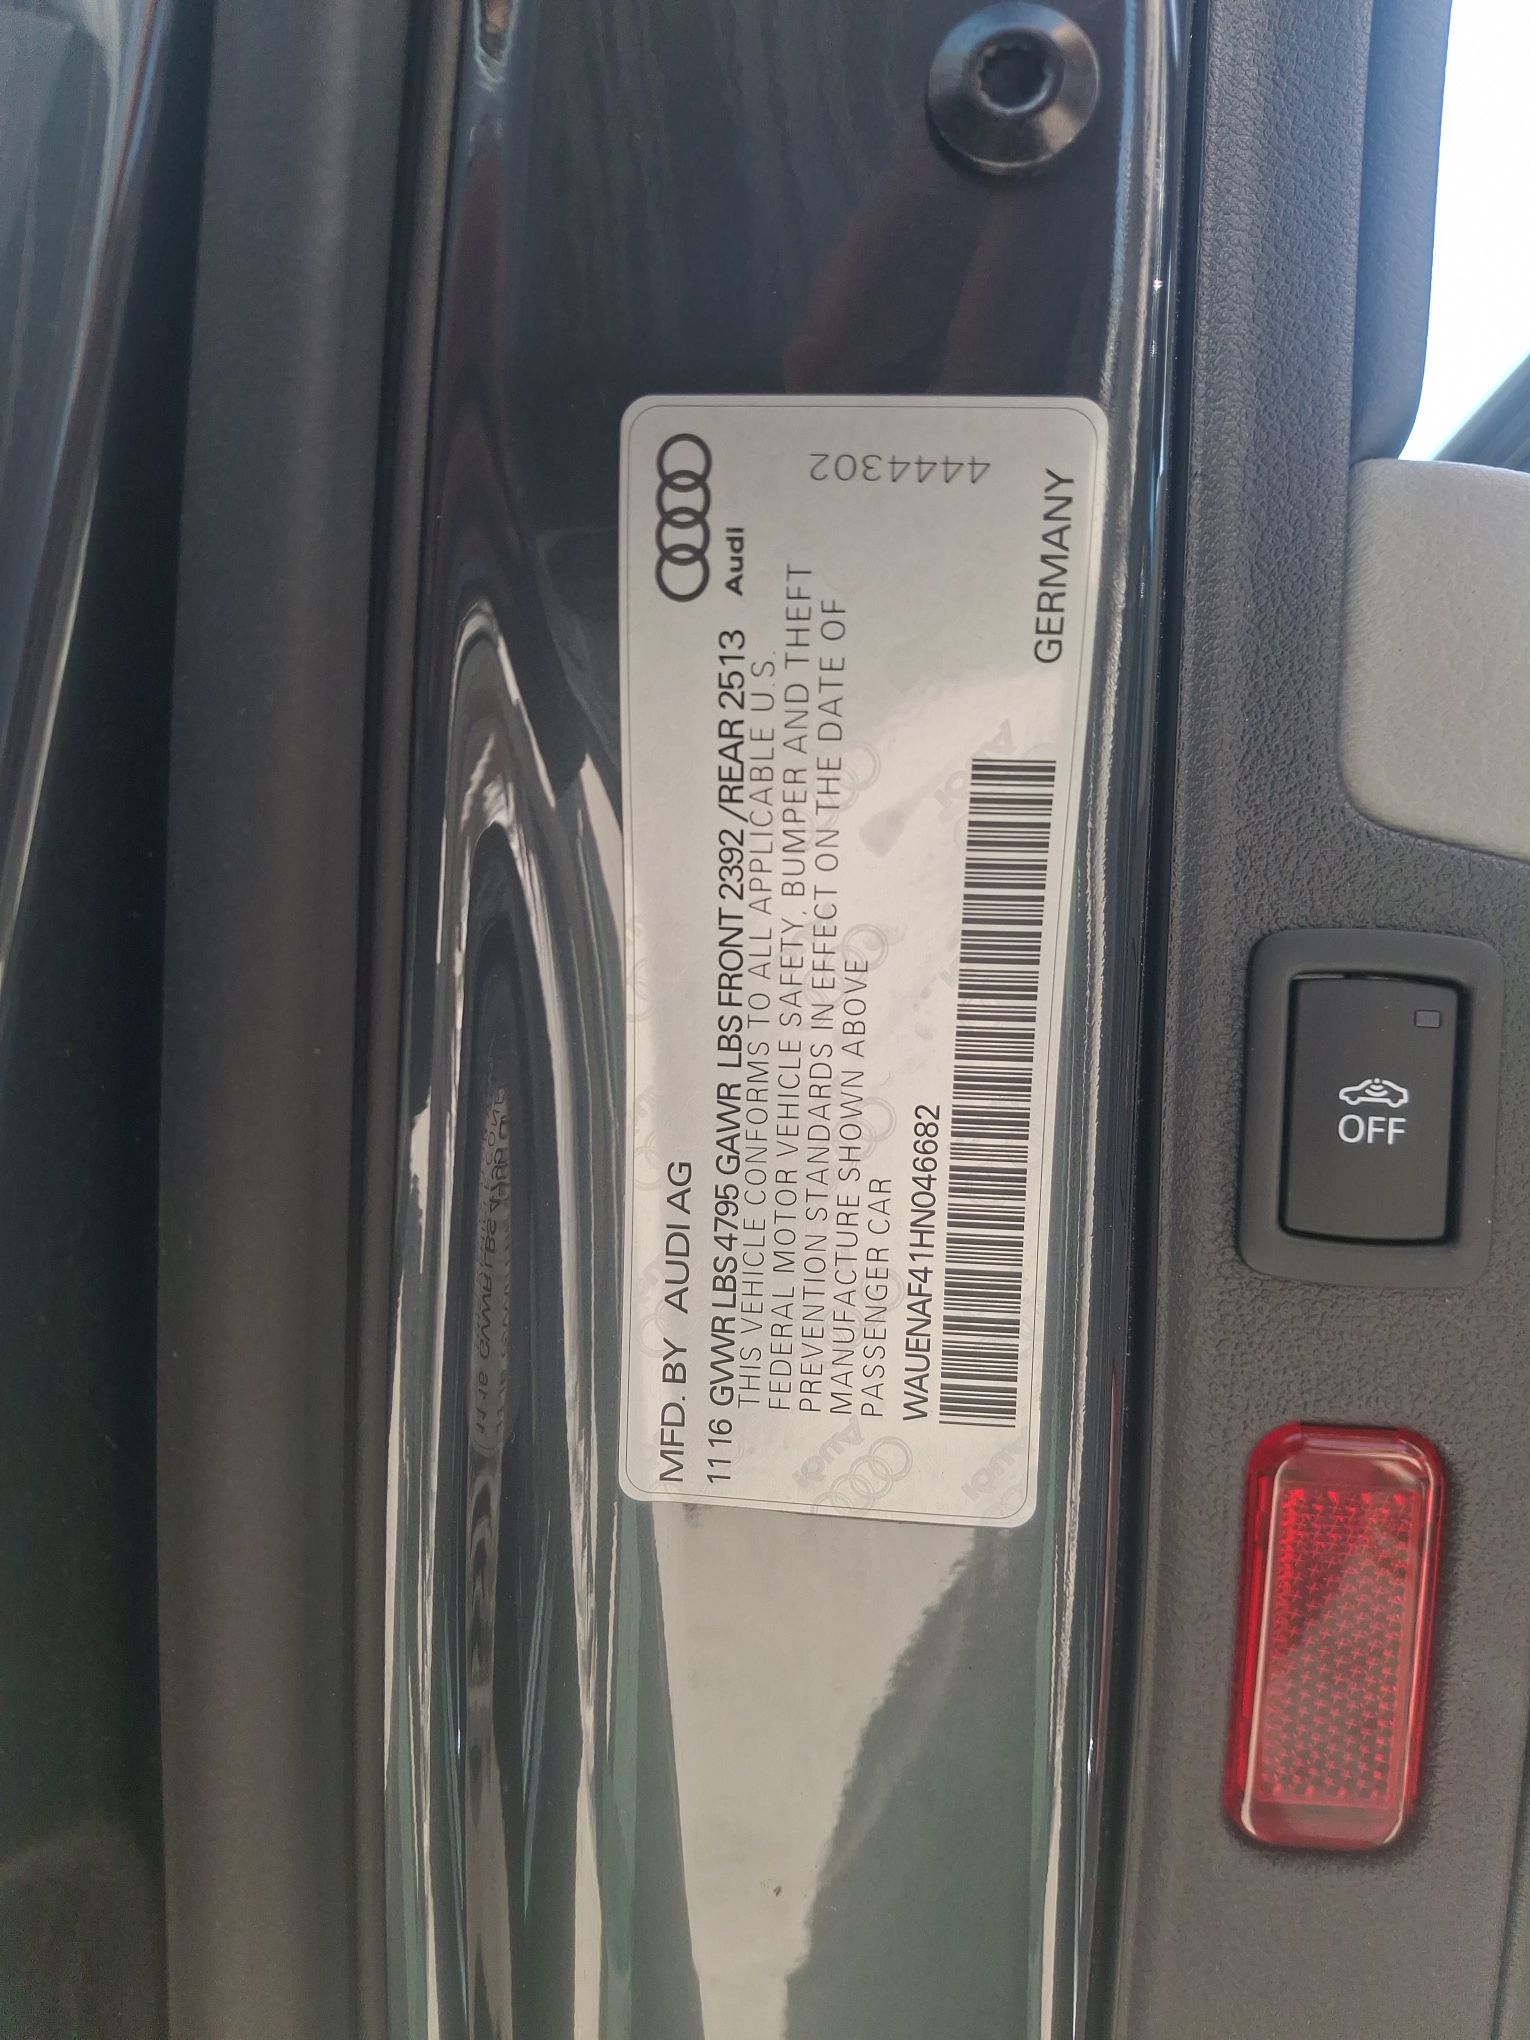 MFD. BY AUDI AG
Audi
11 16 GVWR LBS 4795 GAWR LBS FRONT 2392 /REAR 2513
THIS VEHICLE CONFORMS TO ALL APPLICABLE U.S.
FEDERAL MOTOR VEHICLE SAFETY, BUMPER AND THEFT
PREVENTION STANDARDS IN EFFECT ON THE DATE OF
MANUFACTURE SHOWN ABOVE
PASSENGER CAR
4444302
WAUENAF41HN046682
GERMANY
OFF